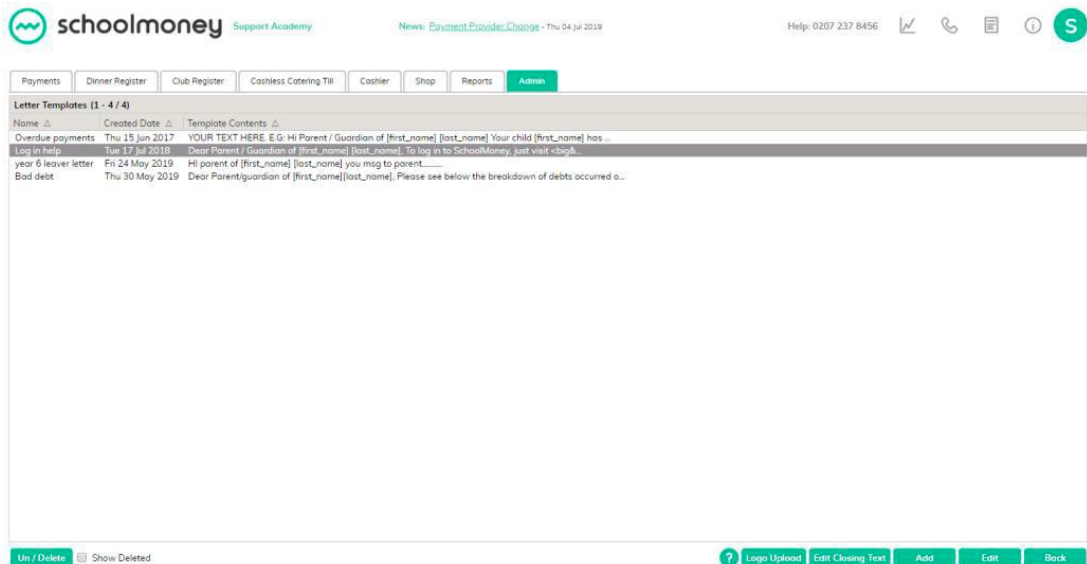 schoolmoney Support Academy News: Payment Provider Change - Thu 04 Jul 2019 Help: 0207 237 8456 S
Payments Dinner Register Club Register Cashless Catering Till Cashier Shop Reports Admin
Letter Templates (1 - 4 / 4)
Name △ Created Date △ Template Contents △
Overdue payments Thu 15 Jun 2017 YOUR TEXT HERE. E.G: Hi Parent / Guardian of [first_name] [last_name] Your child [first_name] has ...
Log in help Tue 17 Jul 2018 Dear Parent / Guardian of [first_name] [last_name], To log in to SchoolMoney, just visit <big&...
year 6 leaver letter Fri 24 May 2019 HI parent of [first_name] [last_name] you msg to parent..........
Bad debt Thu 30 May 2019 Dear Parent/guardian of [first_name][last_name], Please see below the breakdown of debts occurred o...
Un / Delete Show Deleted ? Logo Upload Edit Closing Text Add Edit Back